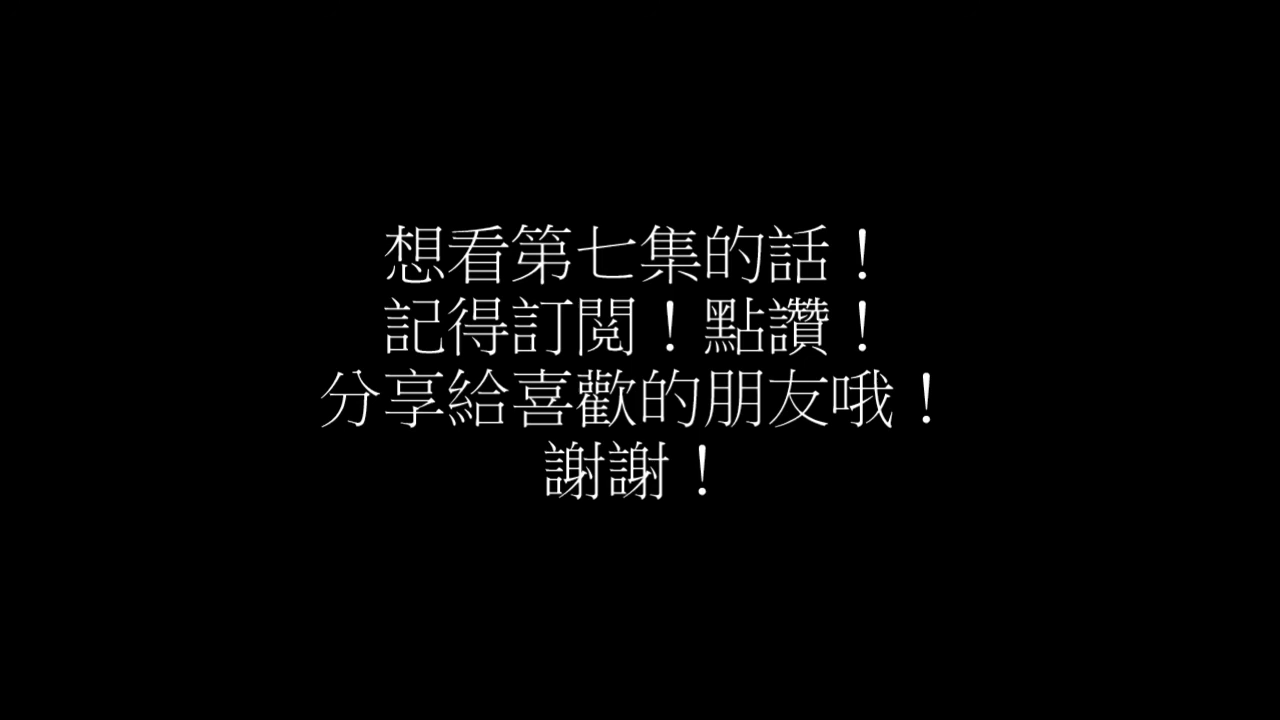 想看第七集的話！
記得訂閱！點讚！
分享給喜歡的朋友哦！
謝謝！